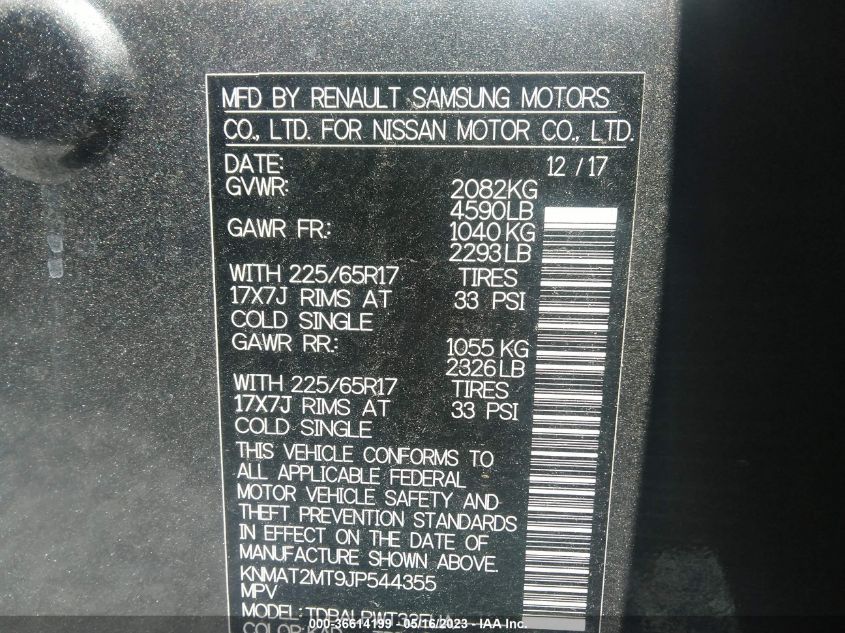 MFD BY RENAULT SAMSUNG MOTORS
CO., LTD. FOR NISSAN MOTOR CO., LTD.
DATE: 12 / 17
GVWR: 2082KG
4590LB
GAWR FR.: 1040 KG
2293 LB
WITH 225/65R17 TIRES
17X7J RIMS AT 33 PSI
COLD SINGLE
GAWR RR.: 1055 KG
2326 LB
WITH 225/65R17 TIRES
17X7J RIMS AT 33 PSI
COLD SINGLE
THIS VEHICLE CONFORMS TO
ALL APPLICABLE FEDERAL
MOTOR VEHICLE SAFETY AND
THEFT PREVENTION STANDARDS
IN EFFECT ON THE DATE OF
MANUFACTURE SHOWN ABOVE.
KNMAT2MT9JP544355
MPV
MODEL:
COLOR:
000-36614199 - 05/16/2023 - IAA Inc.